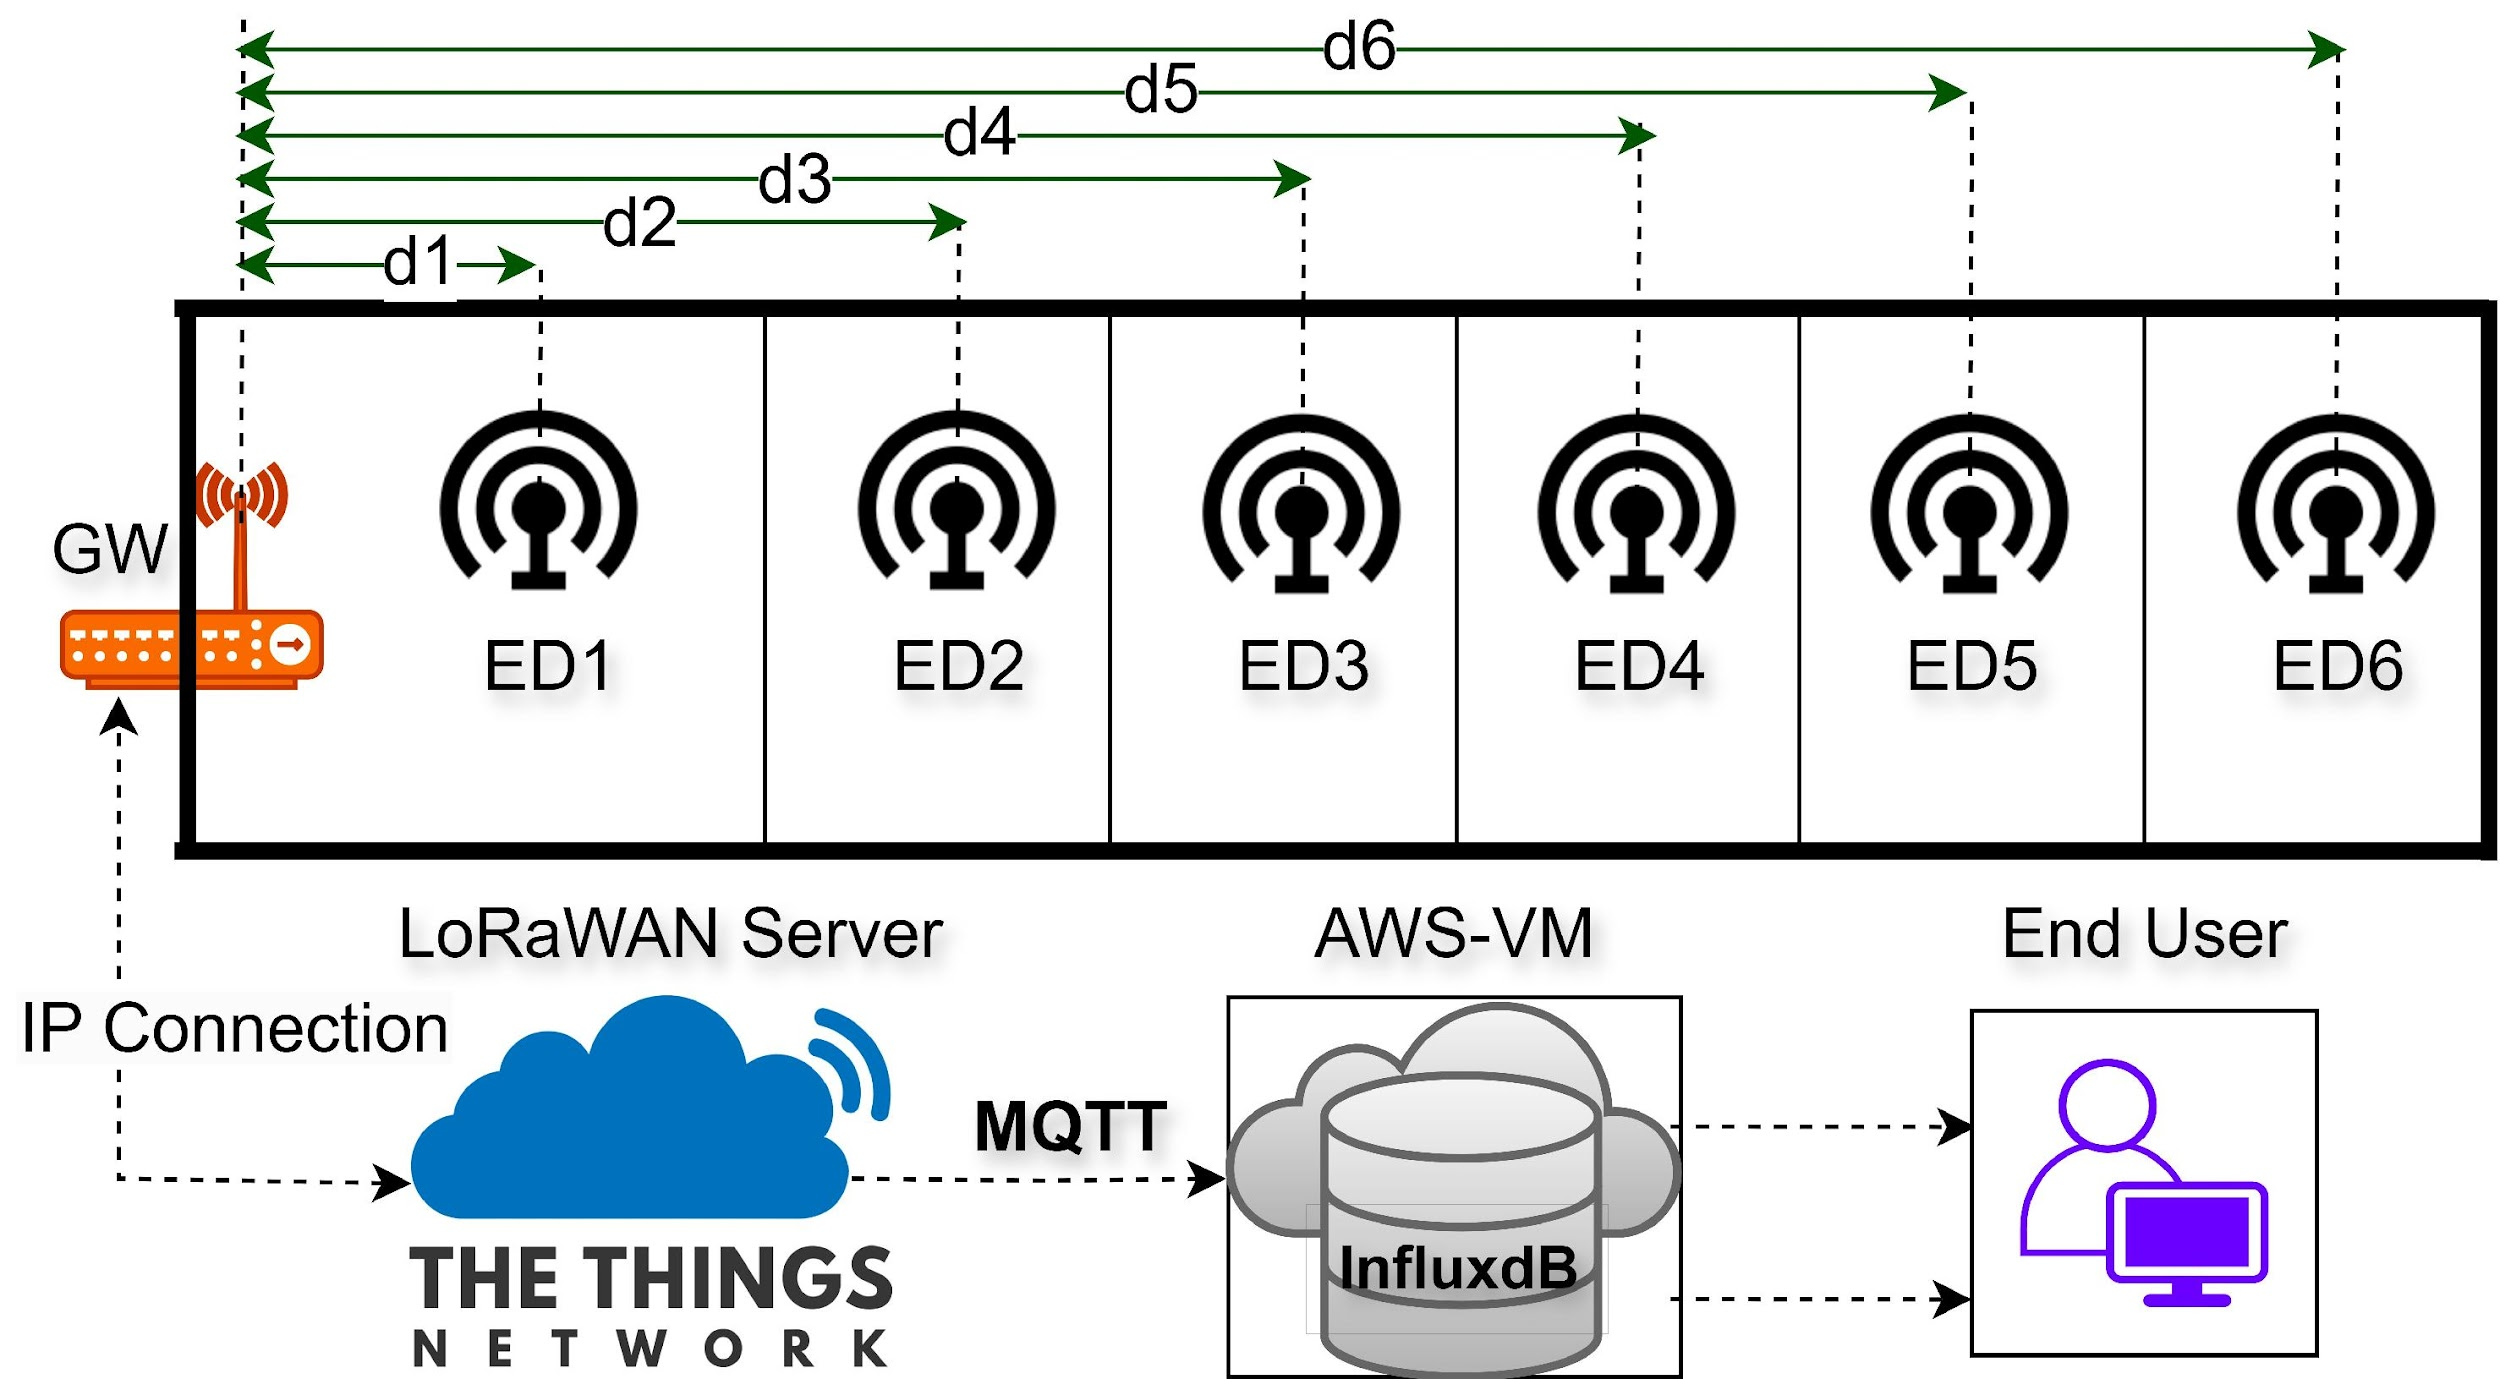 d6
d5
d4
d3
d2
d1
GW
ED1
ED2
ED3
ED4
ED5
ED6
LoRaWAN Server
AWS-VM
End User
IP Connection
MQTT
THE THINGS
NETWORK
InfluxdB